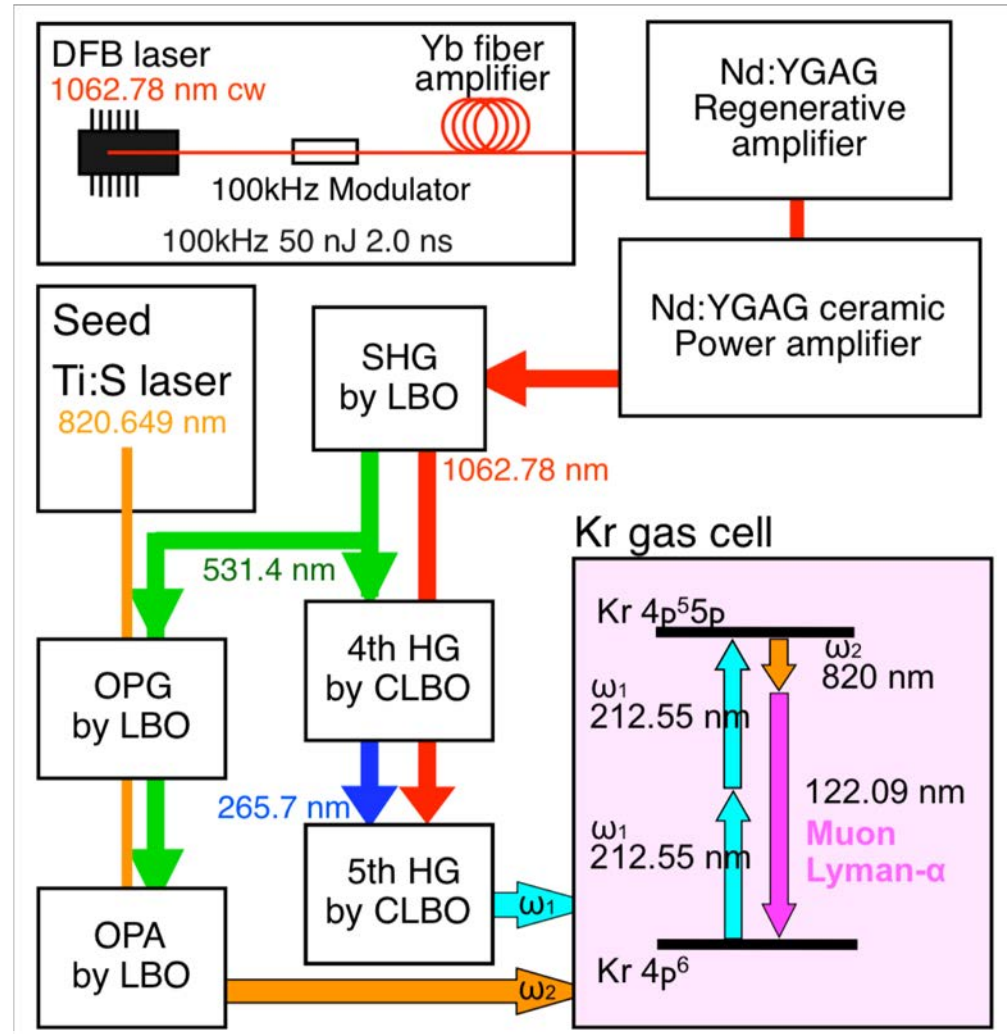 DFB laser
1062.78 nm cw
Yb fiber
amplifier
100kHz Modulator
100kHz 50 nJ 2.0 ns
Nd:YGAG
Regenerative
amplifier
Nd:YGAG ceramic
Power amplifier
Seed
Ti:S laser
820.649 nm
SHG
by LBO
1062.78 nm
531.4 nm
OPG
by LBO
4th HG
by CLBO
265.7 nm
OPA
by LBO
5th HG
by CLBO
ω₁
ω₂
Kr gas cell
Kr 4p⁵5p
ω₂
820 nm
ω₁
212.55 nm
122.09 nm
Muon
Lyman-α
ω₁
212.55 nm
Kr 4p⁶